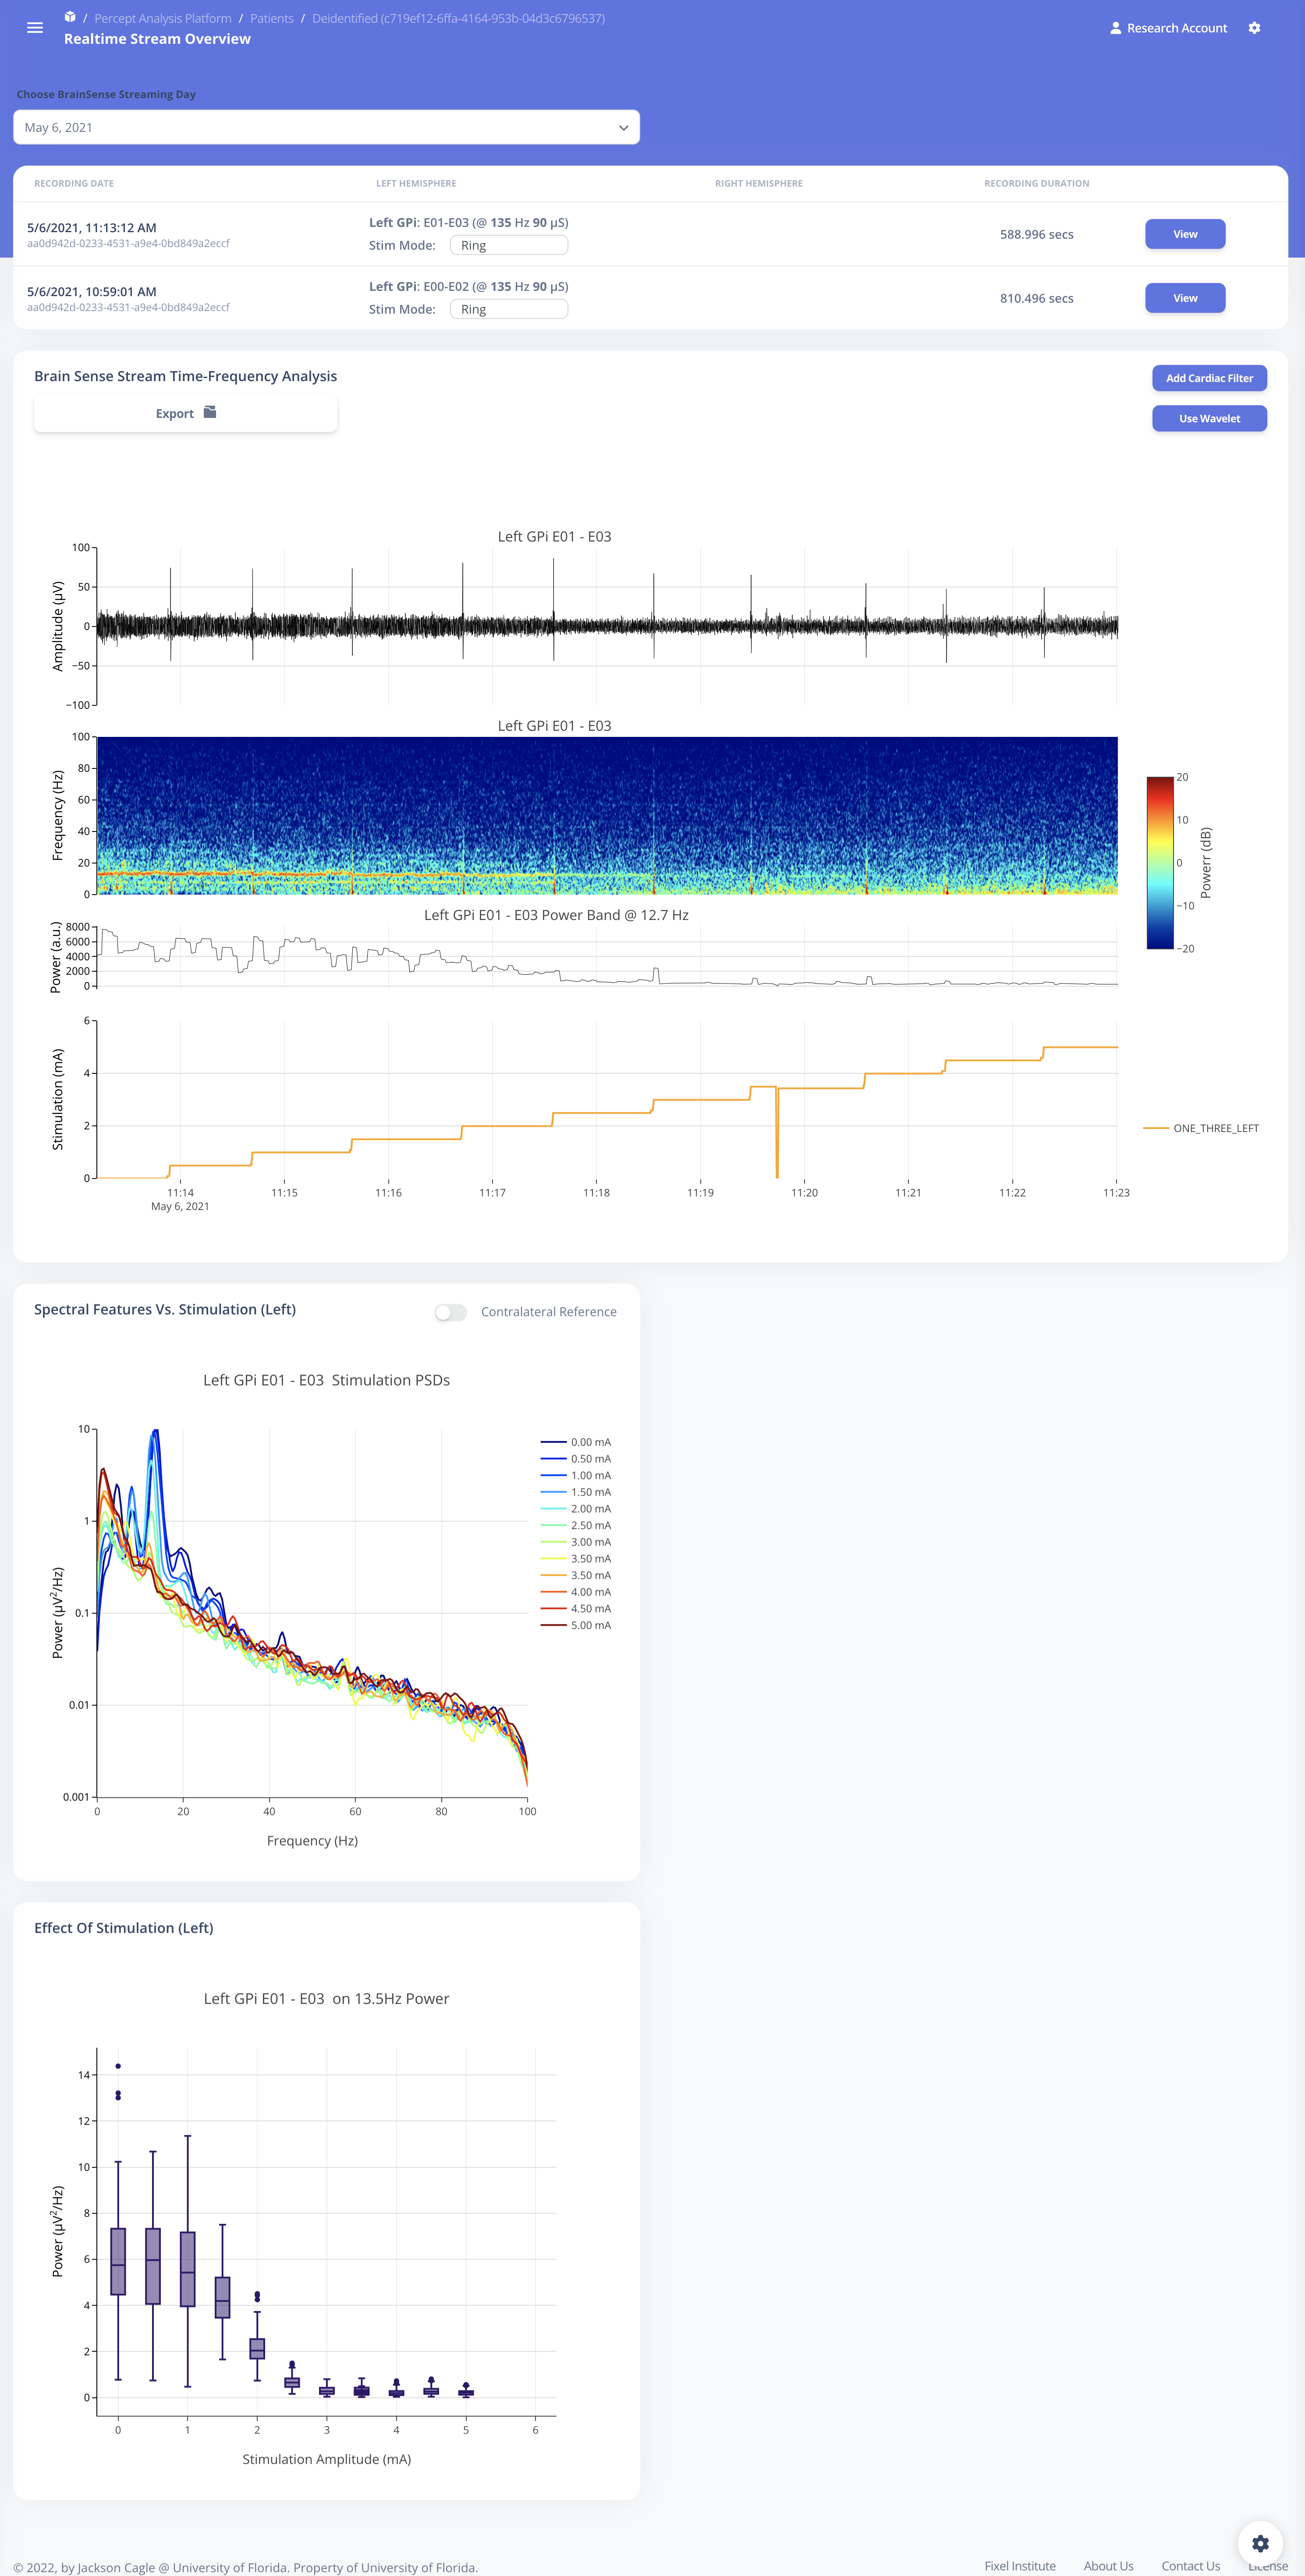 / Percept Analysis Platform / Patients / Deidentified (c719ef12-6ffa-4164-953b-04d3c6796537)
Realtime Stream Overview
Research Account
Choose BrainSense Streaming Day
May 6, 2021
RECORDING DATE LEFT HEMISPHERE RIGHT HEMISPHERE RECORDING DURATION
5/6/2021, 11:13:12 AM
aa0d942d-0233-4531-a9e4-0bd849a2eccf
Left GPi: E01-E03 (@ 135 Hz 90 μS)
Stim Mode: Ring
588.996 secs
View
5/6/2021, 10:59:01 AM
aa0d942d-0233-4531-a9e4-0bd849a2eccf
Left GPi: E00-E02 (@ 135 Hz 90 μS)
Stim Mode: Ring
810.496 secs
View
Brain Sense Stream Time-Frequency Analysis
Export
Add Cardiac Filter
Use Wavelet
Left GPi E01 - E03
Amplitude (μV)
100
50
0
−50
−100
Left GPi E01 - E03
Frequency (Hz)
100
80
60
40
20
0
20
10
0
−10
−20
Powerr (dB)
Left GPi E01 - E03 Power Band @ 12.7 Hz
Power (a.u.)
8000
6000
4000
2000
0
Stimulation (mA)
6
4
2
0
ONE_THREE_LEFT
11:14 11:15 11:16 11:17 11:18 11:19 11:20 11:21 11:22 11:23
May 6, 2021
Spectral Features Vs. Stimulation (Left)
Contralateral Reference
Left GPi E01 - E03 Stimulation PSDs
Power (μV²/Hz)
10
1
0.1
0.01
0.001
0.00 mA
0.50 mA
1.00 mA
1.50 mA
2.00 mA
2.50 mA
3.00 mA
3.50 mA
3.50 mA
4.00 mA
4.50 mA
5.00 mA
0 20 40 60 80 100
Frequency (Hz)
Effect Of Stimulation (Left)
Left GPi E01 - E03 on 13.5Hz Power
Power (μV²/Hz)
14
12
10
8
6
4
2
0
0 1 2 3 4 5 6
Stimulation Amplitude (mA)
© 2022, by Jackson Cagle @ University of Florida. Property of University of Florida.
Fixel Institute About Us Contact Us License